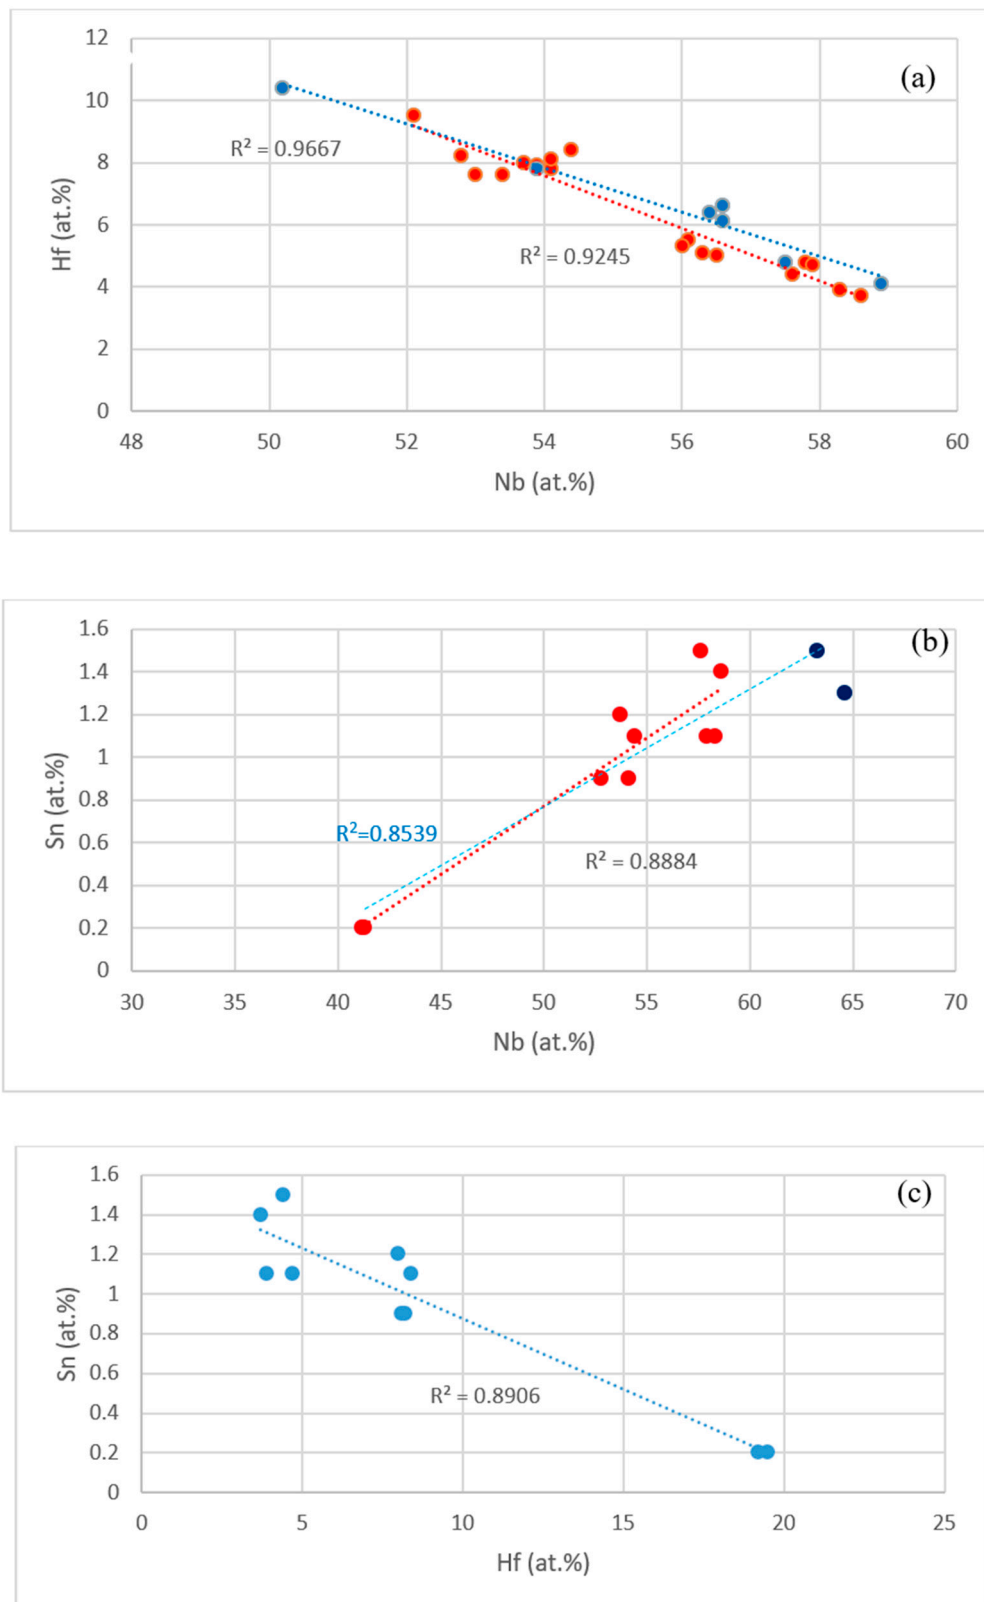 (a)
12
10
8
6
4
2
0
Hf (at.%)
R² = 0.9667
R² = 0.9245
48 50 52 54 56 58 60
Nb (at.%)
(b)
1.6
1.4
1.2
1
0.8
0.6
0.4
0.2
0
Sn (at.%)
R²=0.8539
R² = 0.8884
30 35 40 45 50 55 60 65 70
Nb (at.%)
(c)
1.6
1.4
1.2
1
0.8
0.6
0.4
0.2
0
Sn (at.%)
R² = 0.8906
0 5 10 15 20 25
Hf (at.%)